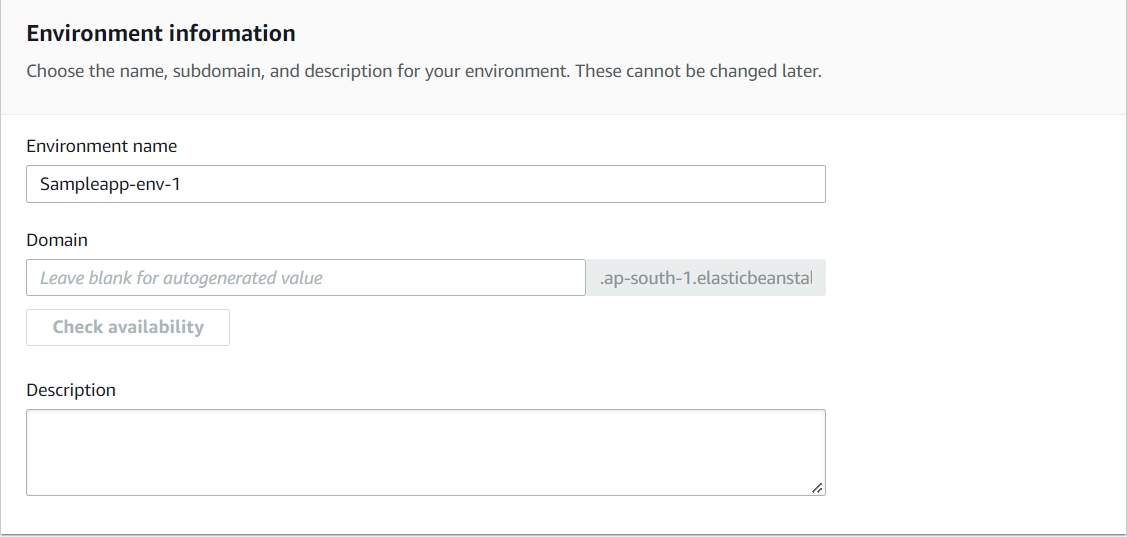 Environment information
Choose the name, subdomain, and description for your environment. These cannot be changed later.
Environment name
Sampleapp-env-1
Domain
Leave blank for autogenerated value .ap-south-1.elasticbeanstal
Check availability
Description